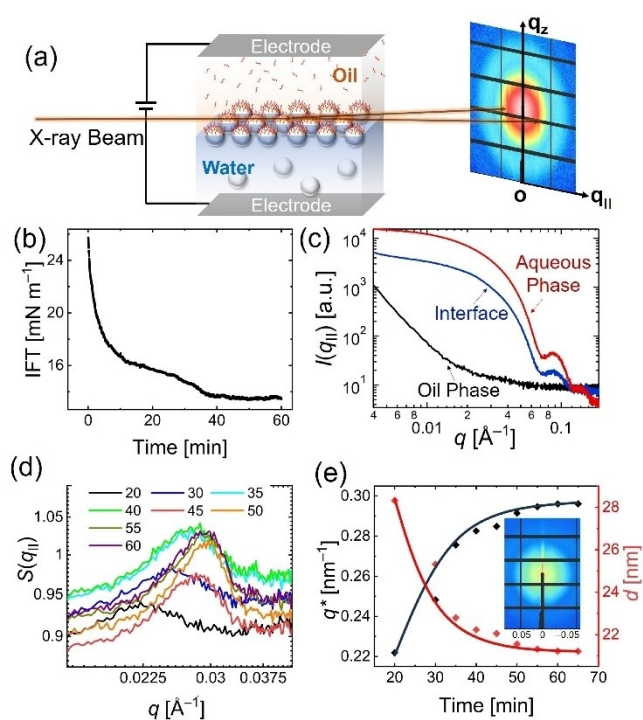 (a)
Electrode
Oil
X-ray Beam
Water
Electrode
q_z
o
q_II
(b)
IFT [mN m⁻¹]
24
20
16
0 20 40 60
Time [min]
(c)
I(q_II) [a.u.]
10⁴
10³
10²
10¹
Aqueous
Phase
Interface
Oil Phase
4 6 8 2 4 6 8
0.01 0.1
q [Å⁻¹]
(d)
20 30 35
40 45 50
55
60
S(q_II)
1.05
1
0.95
0.9
0.0225 0.03 0.0375
q [Å⁻¹]
(e)
q* [nm⁻¹]
0.30
0.28
0.26
0.24
0.22
28
26
24
22
d [nm]
0.05 0 -0.05
20 30 40 50 60 70
Time [min]